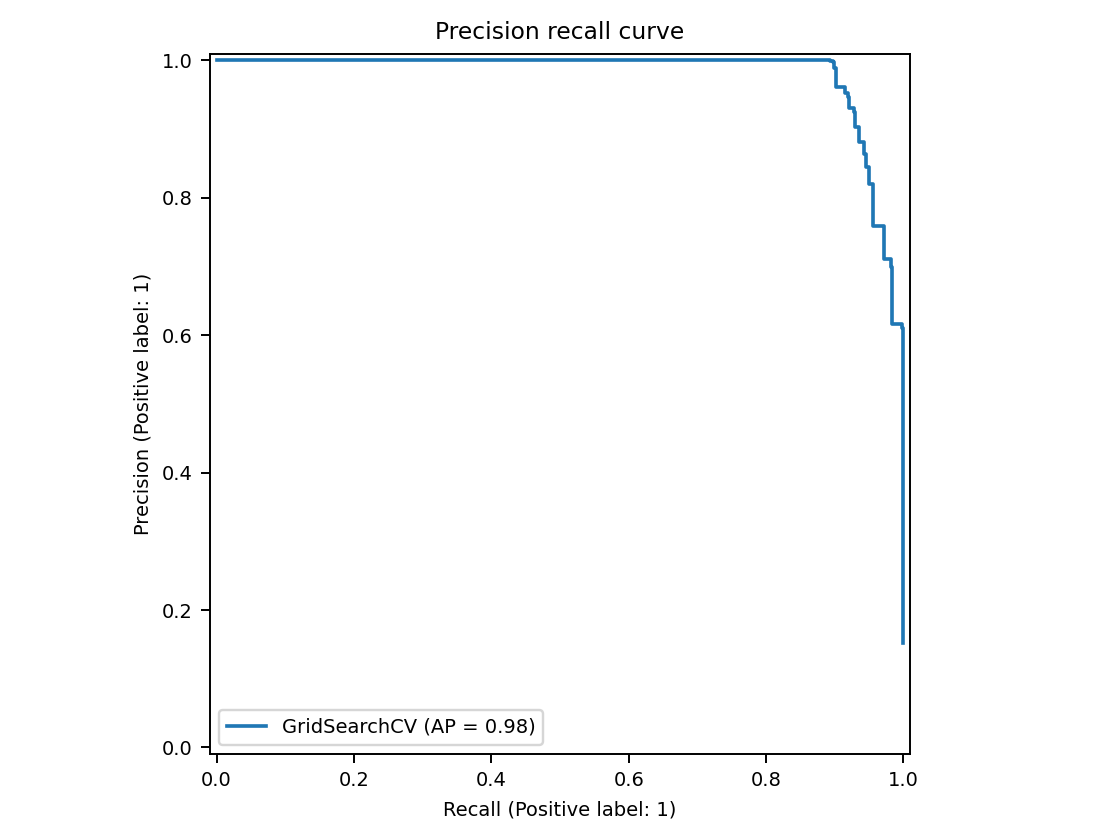 Precision recall curve
1.0
0.8
0.6
0.4
0.2
0.0
Precision (Positive label: 1)
GridSearchCV (AP = 0.98)
0.0 0.2 0.4 0.6 0.8 1.0
Recall (Positive label: 1)